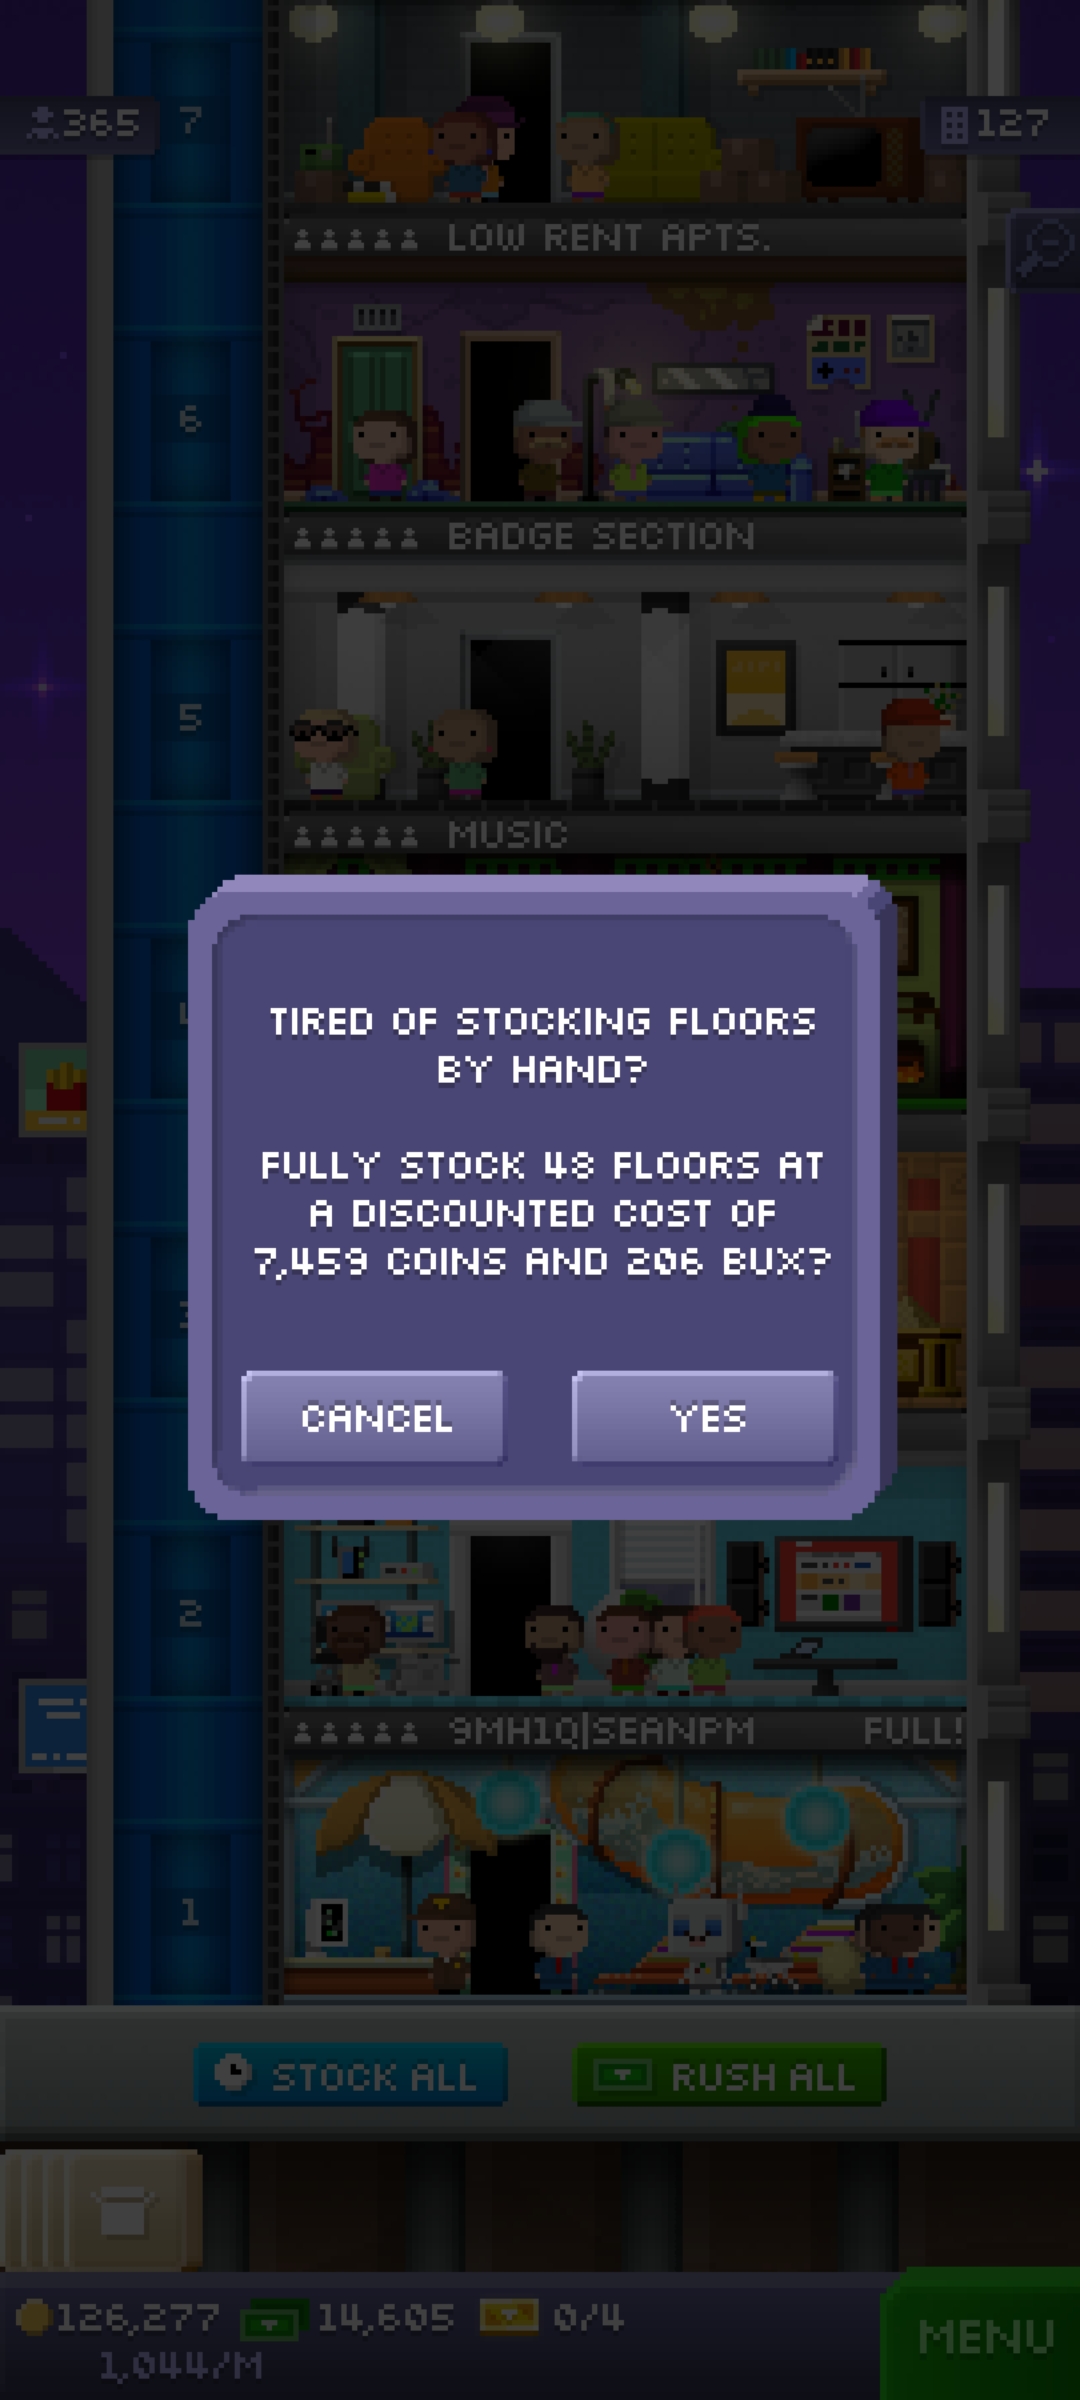 365
7
127
LOW RENT APTS.
6
BADGE SECTION
5
MUSIC
TIRED OF STOCKING FLOORS
BY HAND?
FULLY STOCK 48 FLOORS AT
A DISCOUNTED COST OF
7,459 COINS AND 206 BUX?
CANCEL
YES
2
9MH1Q|SEANPM
FULL!
1
STOCK ALL
RUSH ALL
126,277
14,605
0/4
1,044/M
MENU